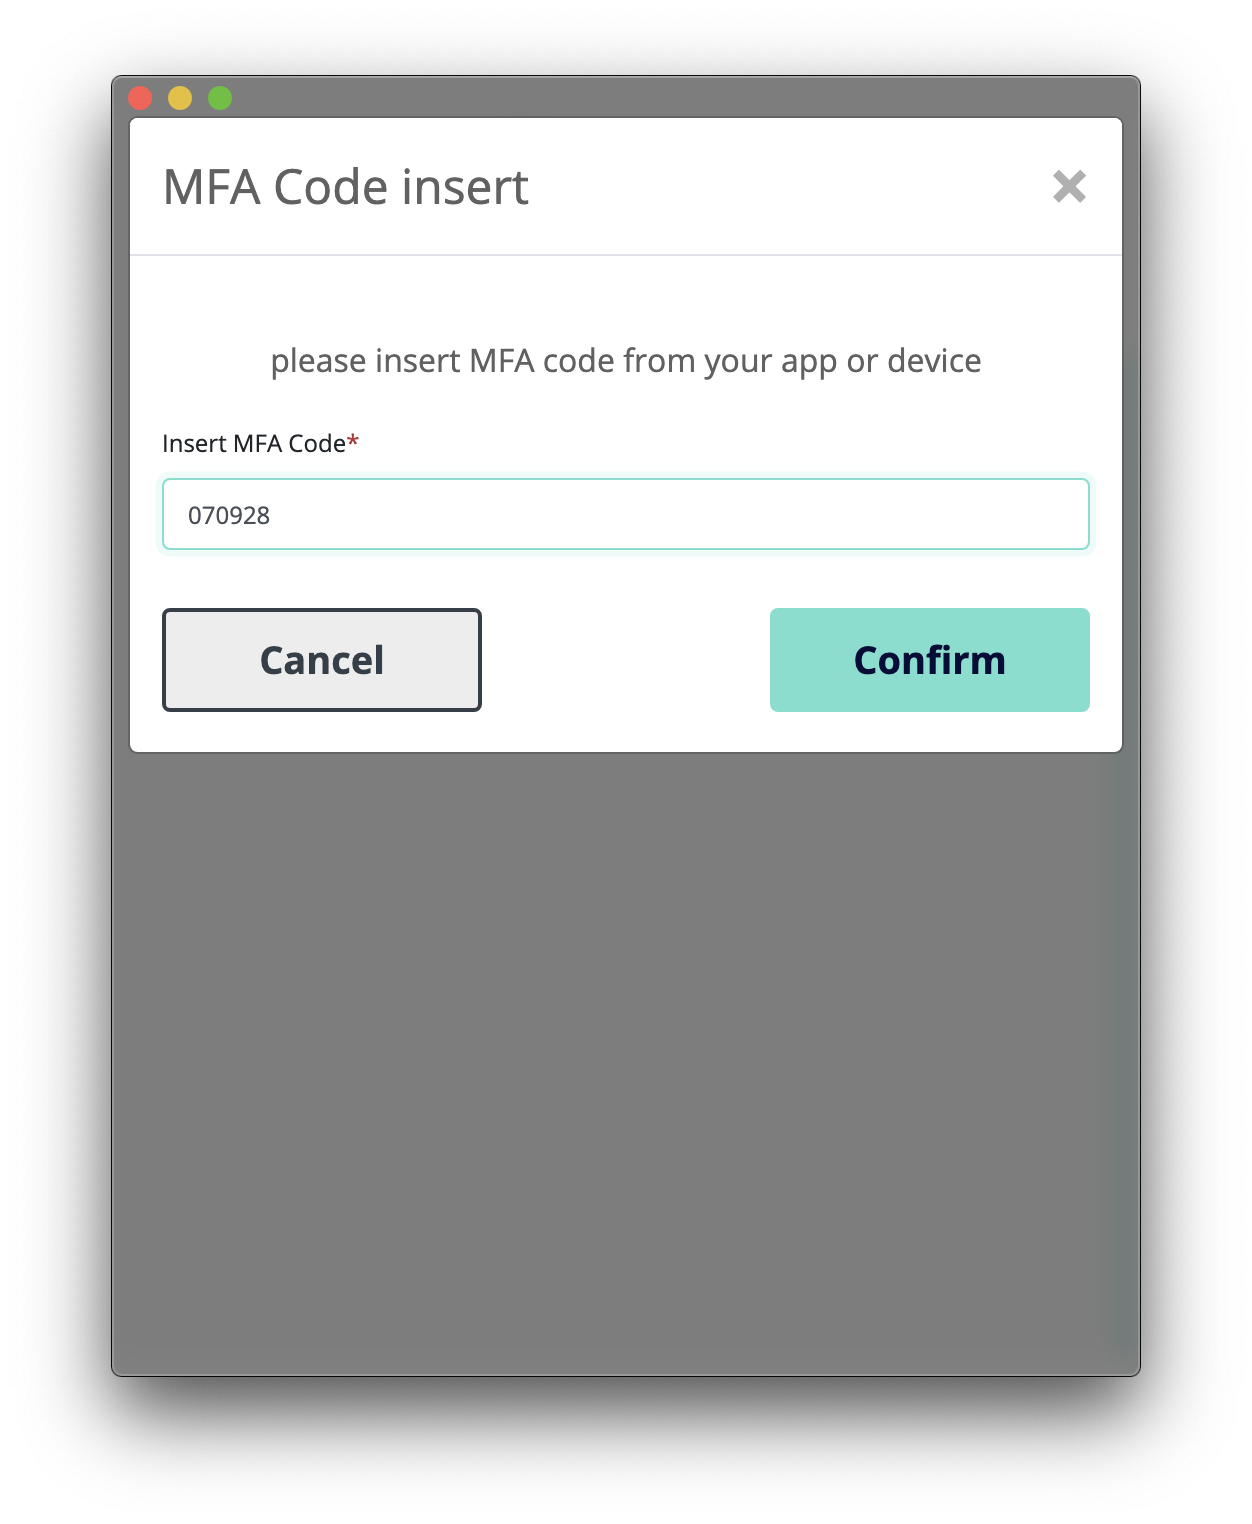 MFA Code insert
please insert MFA code from your app or device
Insert MFA Code*
070928
Cancel
Confirm